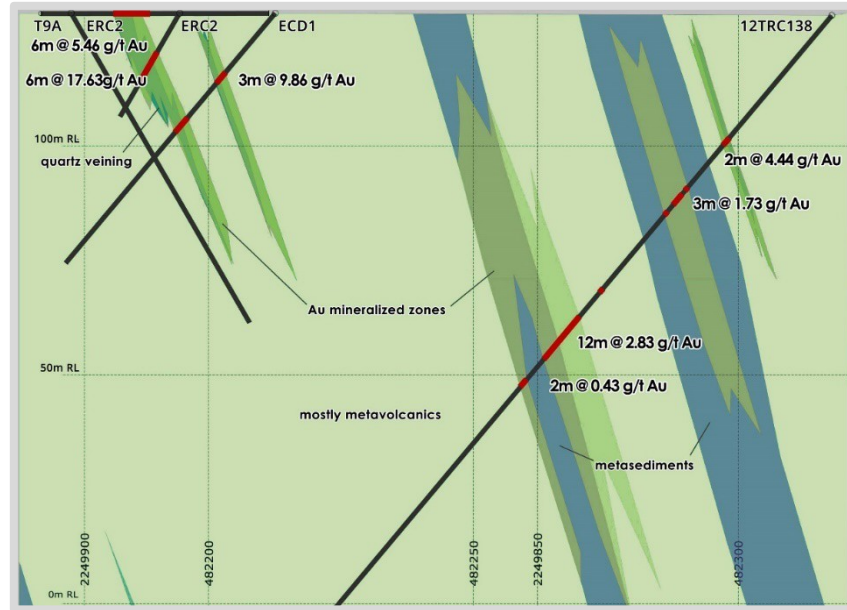 T9A ERC2 ERC2 ECD1 12TRC138
6m @ 5.46 g/t Au
6m @ 17.63g/t Au
3m @ 9.86 g/t Au
100m RL
quartz veining
2m @ 4.44 g/t Au
3m @ 1.73 g/t Au
Au mineralized zones
12m @ 2.83 g/t Au
50m RL
2m @ 0.43 g/t Au
mostly metavolcanics
metasediments
2249900
482200
482250
2249850
482300
0m RL